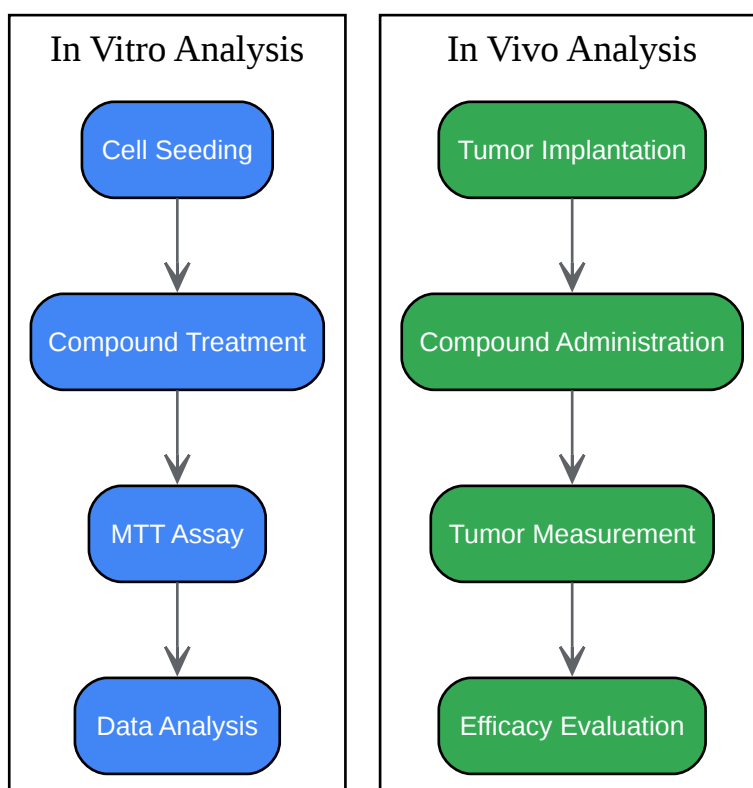 In Vitro Analysis
Cell Seeding
Compound Treatment
MTT Assay
Data Analysis
In Vivo Analysis
Tumor Implantation
Compound Administration
Tumor Measurement
Efficacy Evaluation